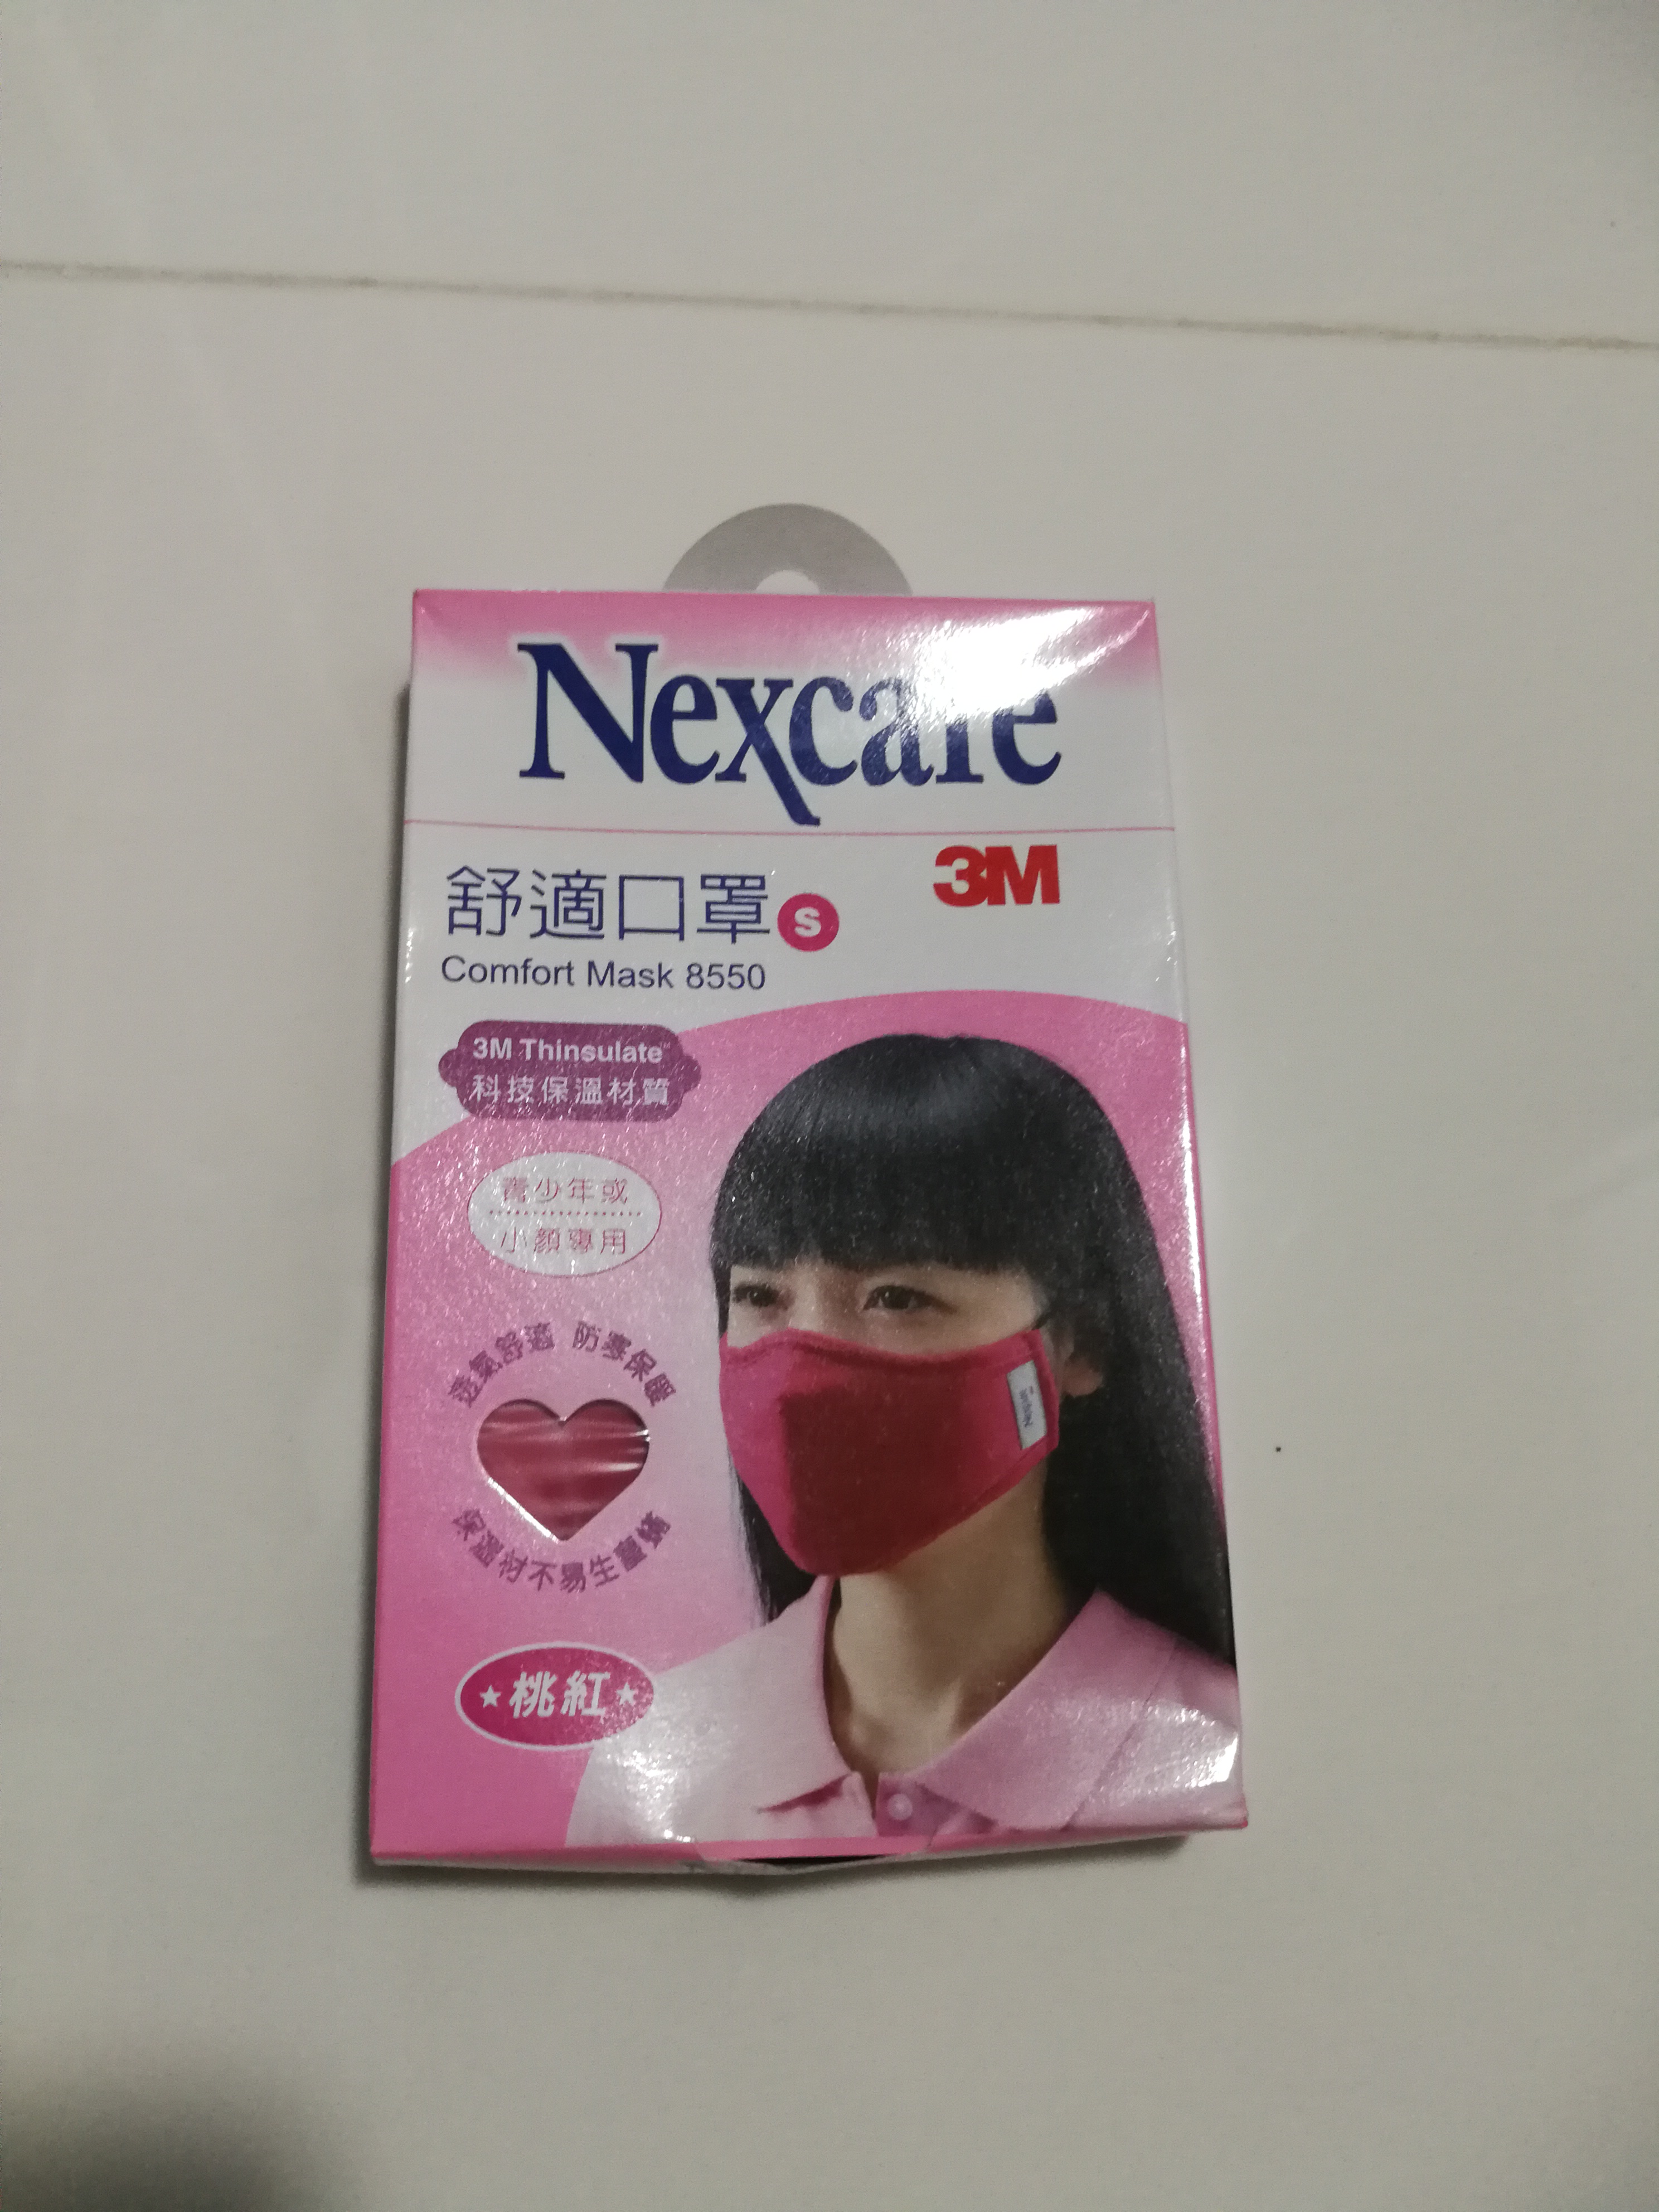 Nexcare
3M
舒適口罩 S
Comfort Mask 8550
3M Thinsulate™
科技保溫材質
青少年或
小顏專用
透氣舒適 防寒保暖
保溫材不易生塵蟎
★桃紅★
Nexcare